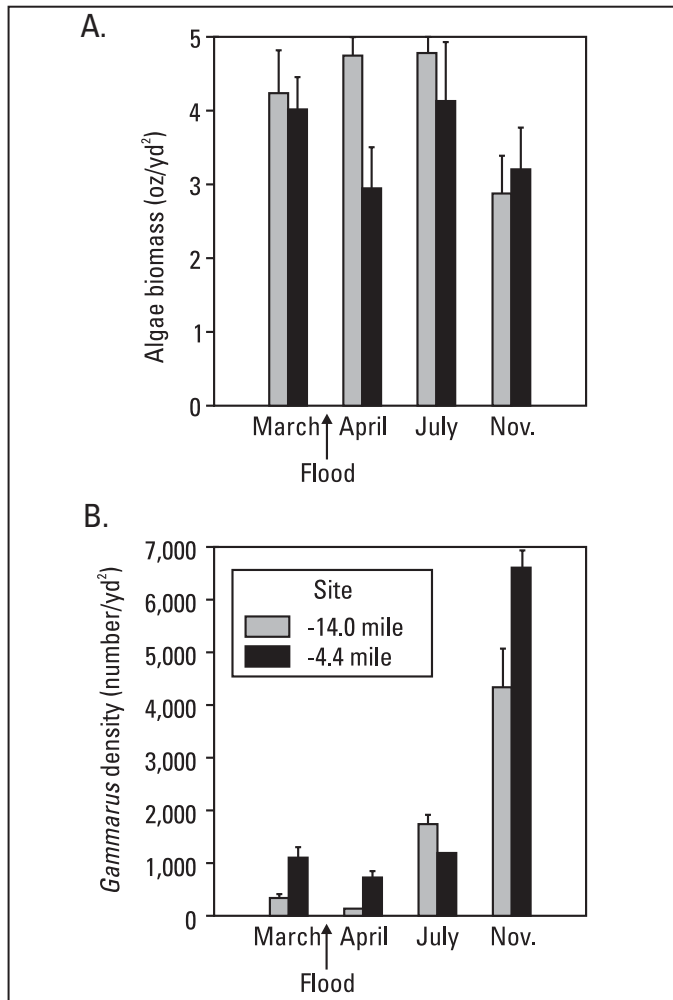 A.
Algae biomass (oz/yd²)
5
4
3
2
1
0
March April July Nov.
Flood
B.
Gammarus density (number/yd²)
7,000
6,000
5,000
4,000
3,000
2,000
1,000
0
Site
-14.0 mile
-4.4 mile
March April July Nov.
Flood